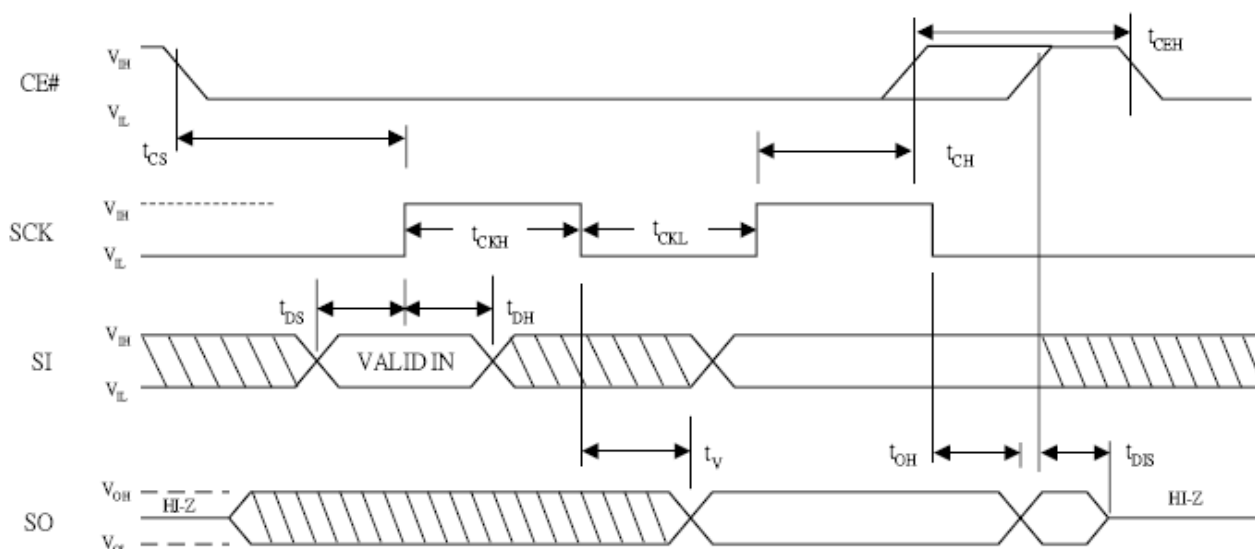 V_IH
CE#
V_IL
t_CEH
t_CS
t_CH
V_IH
SCK
V_IL
t_CKH
t_CKL
t_DS
t_DH
V_IH
SI
VALID IN
V_IL
t_V
t_OH
t_DIS
V_OH
HI-Z
HI-Z
SO
V_OL